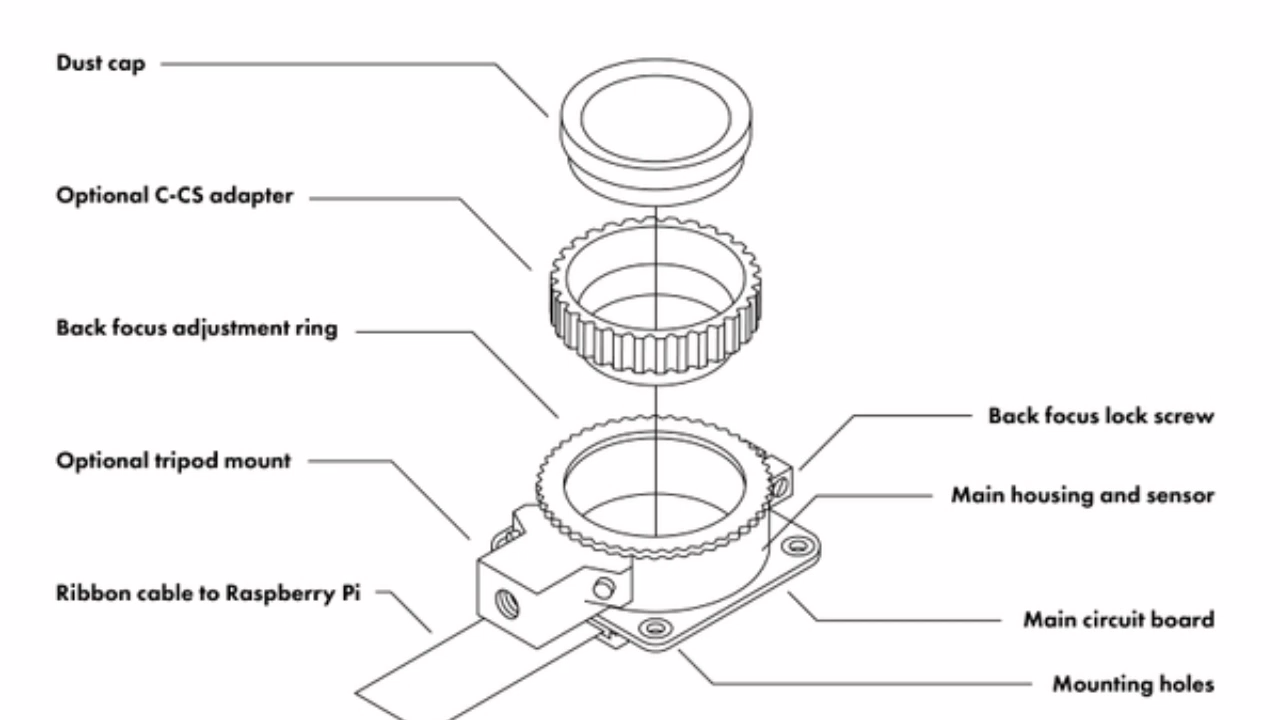 Dust cap
Optional C-CS adapter
Back focus adjustment ring
Back focus lock screw
Optional tripod mount
Main housing and sensor
Ribbon cable to Raspberry Pi
Main circuit board
Mounting holes